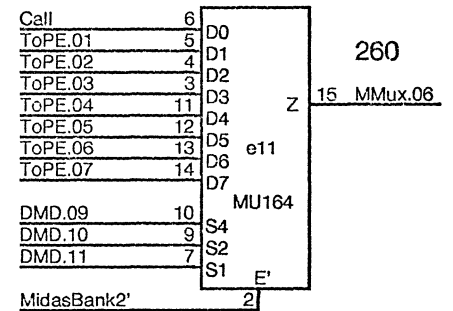 Call 6 D0
ToPE.01 5 D1
ToPE.02 4 D2
ToPE.03 3 D3
ToPE.04 11 D4
ToPE.05 12 D5
ToPE.06 13 D6
ToPE.07 14 D7
260
Z 15 MMux.06
e11
MU164
DMD.09 10 S4
DMD.10 9 S2
DMD.11 7 S1
E'
MidasBank2' 2